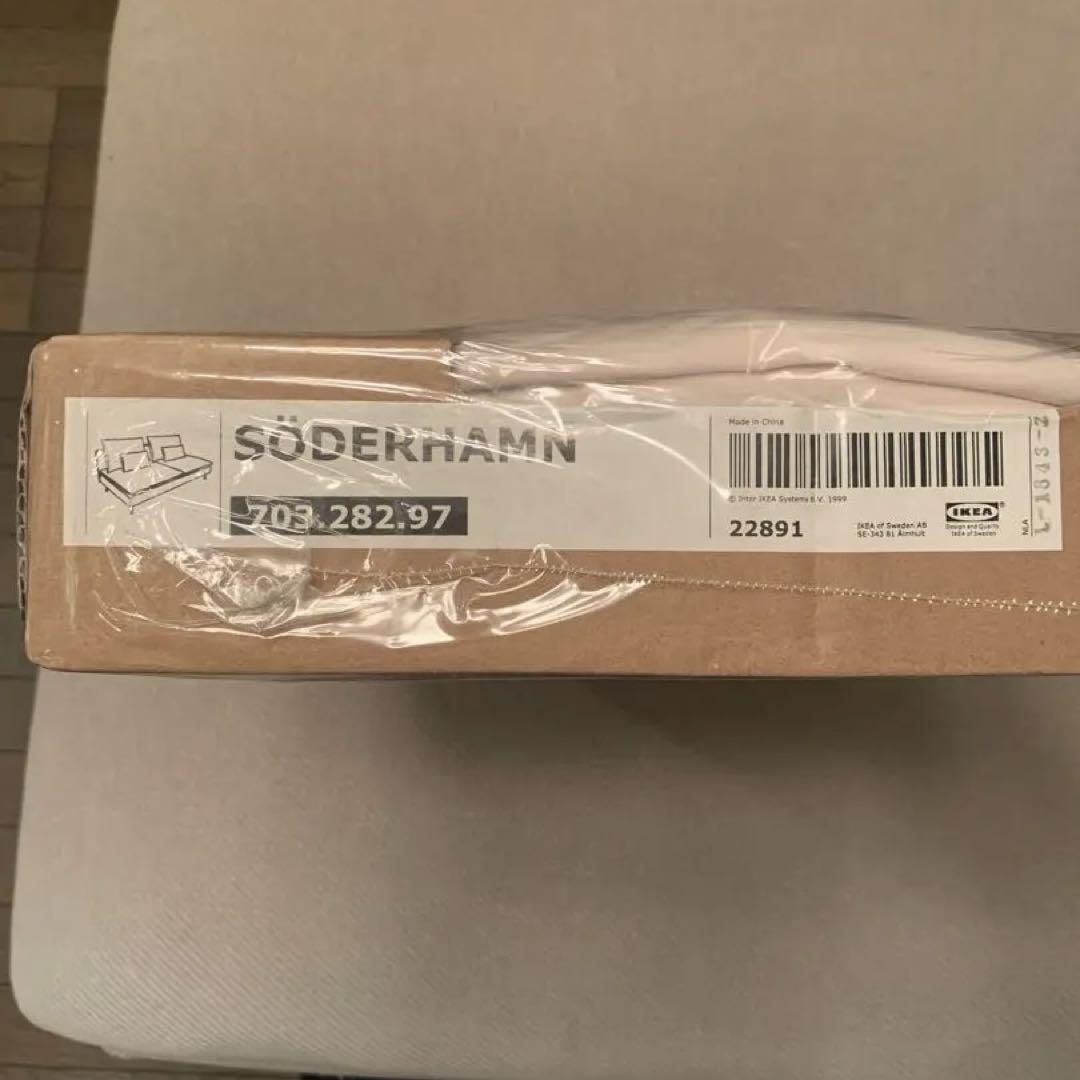 SÖDERHAMN
703.282.97
Made in China
© Inter IKEA Systems B.V. 1999
22891
IKEA of Sweden AB
SE-343 81 Älmhult
IKEA®
Design and Quality
IKEA of Sweden
L-1843-Z